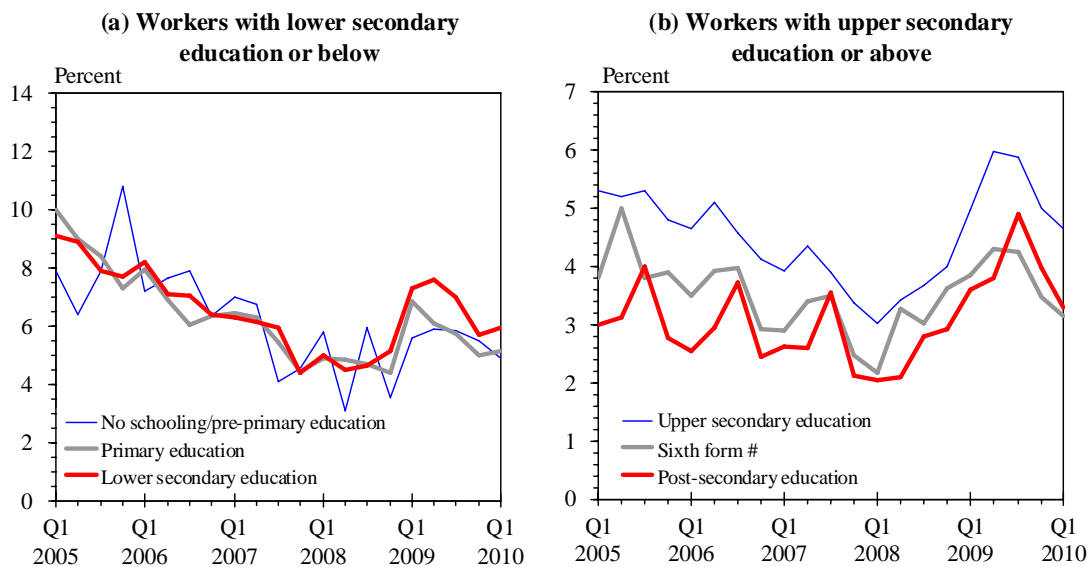 (a) Workers with lower secondary
education or below
Percent
14
12
10
8
6
4
2
0
No schooling/pre-primary education
Primary education
Lower secondary education
Q1 Q1 Q1 Q1 Q1 Q1
2005 2006 2007 2008 2009 2010
(b) Workers with upper secondary
education or above
Percent
7
6
5
4
3
2
1
0
Upper secondary education
Sixth form #
Post-secondary education
Q1 Q1 Q1 Q1 Q1 Q1
2005 2006 2007 2008 2009 2010